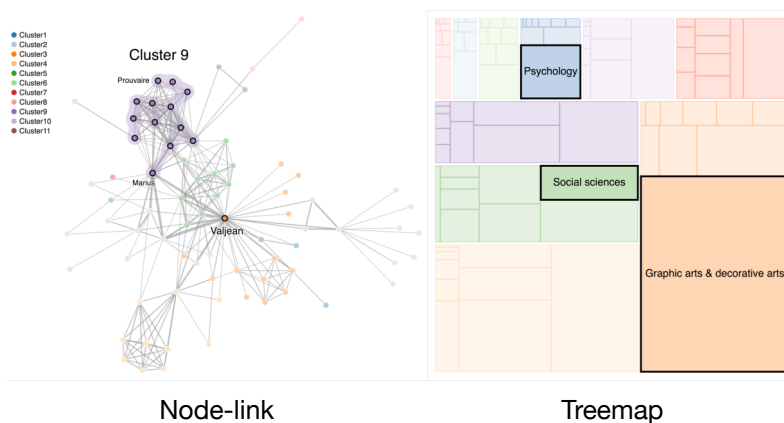 Cluster1
Cluster2
Cluster3
Cluster4
Cluster5
Cluster6
Cluster7
Cluster8
Cluster9
Cluster10
Cluster11
Cluster 9
Prouvaire
Marius
Valjean
Psychology
Social sciences
Graphic arts & decorative arts
Node-link
Treemap